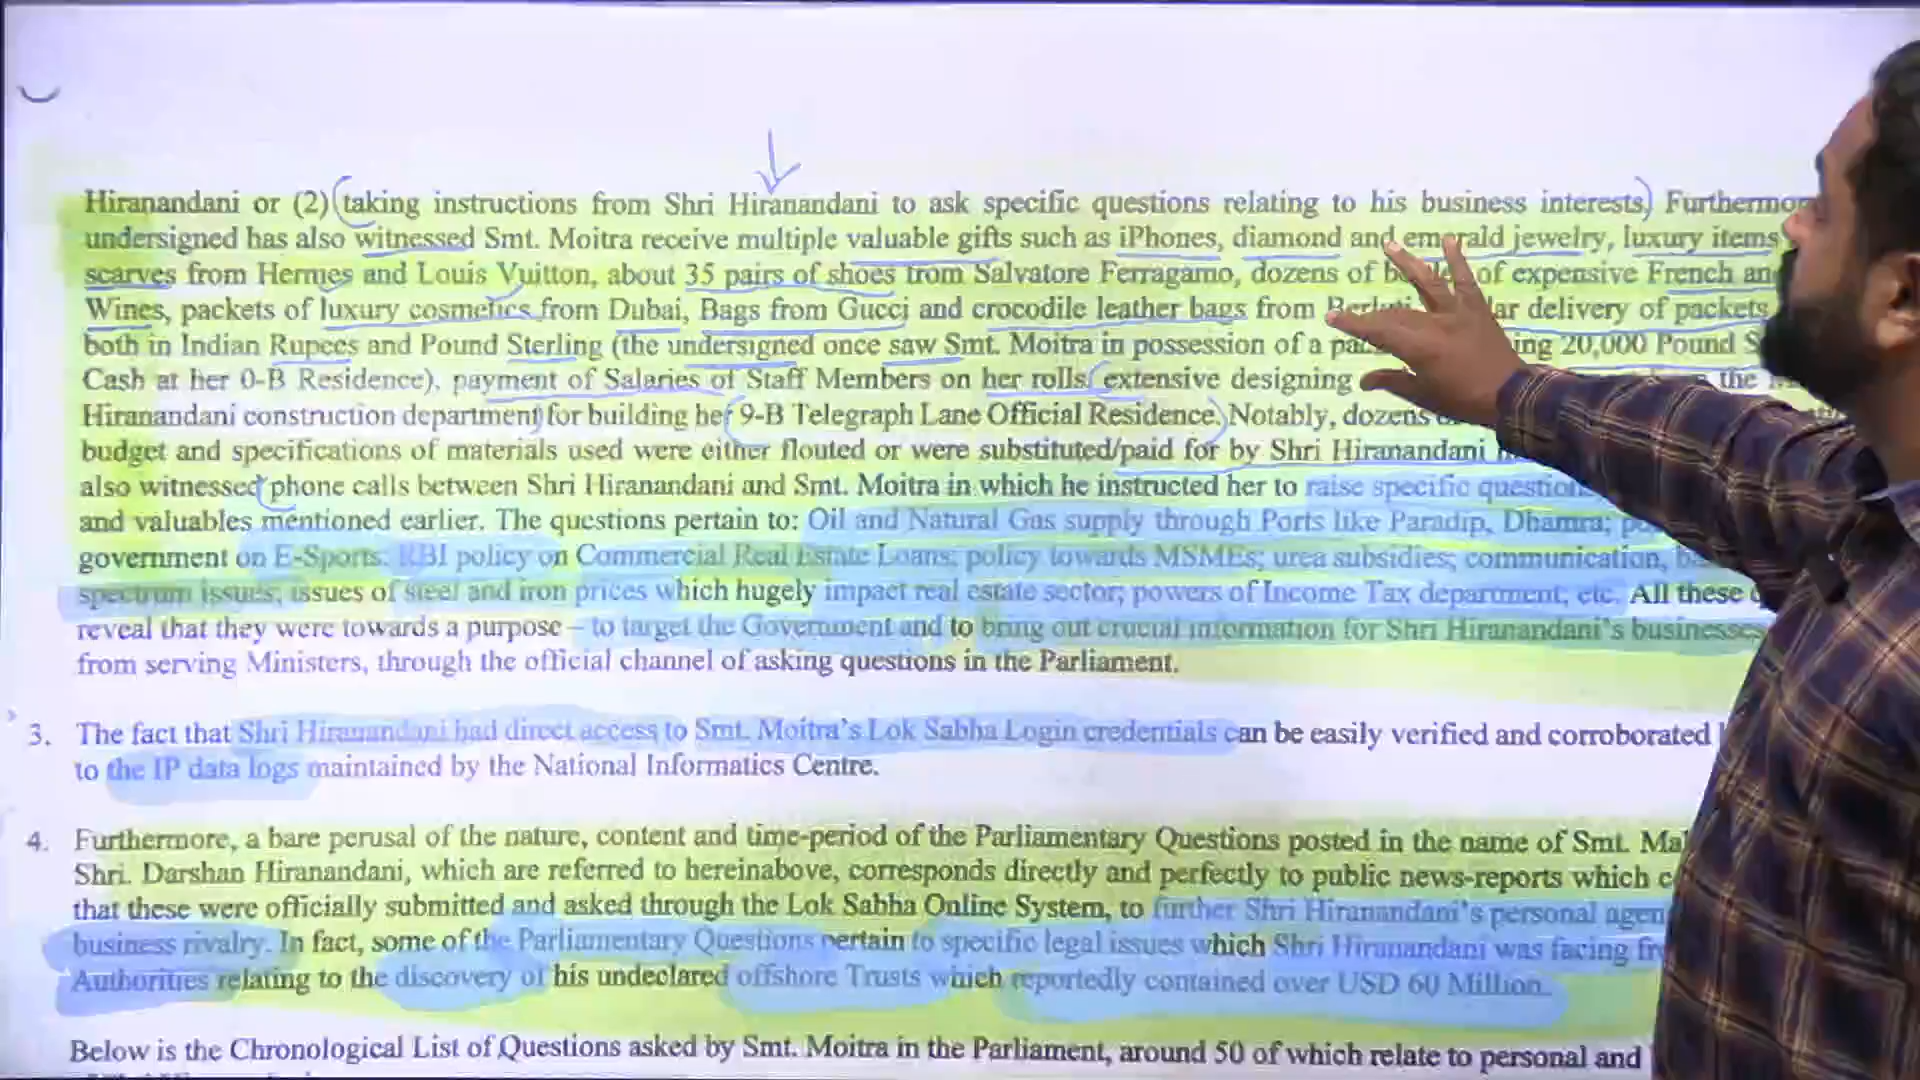 Hiranandani or (2) (taking instructions from Shri Hiranandani to ask specific questions relating to his business interests) Furthermor
undersigned has also witnessed Smt. Moitra receive multiple valuable gifts such as iPhones, diamond and emerald jewelry, luxury items
scarves from Hermes and Louis Vuitton, about 35 pairs of shoes from Salvatore Ferragamo, dozens of of expensive French an
Wines, packets of luxury cosmetics from Dubai, Bags from Gucci and crocodile leather bags from delivery of packets
both in Indian Rupees and Pound Sterling (the undersigned once saw Smt. Moitra in possession of a 20,000 Pound S
Cash at her 0-B Residence), payment of Salaries of Staff Members on her rolls (extensive designing the
Hiranandani construction department) for building her (9-B Telegraph Lane Official Residence.) Notably, dozens
budget and specifications of materials used were either flouted or were substituted/paid for by Shri Hiranandani
also witnessed phone calls between Shri Hiranandani and Smt. Moitra in which he instructed her to raise specific question
and valuables mentioned earlier. The questions pertain to: Oil and Natural Gas supply through Ports like Paradip, Dhamra;
government on E-Sports; RBI policy on Commercial Real Estate Loans; policy towards MSMEs; urea subsidies; communication,
spectrum issues; issues of steel and iron prices which hugely impact real estate sector; powers of Income Tax department, etc. All these
reveal that they were towards a purpose – to target the Government and to bring out crucial information for Shri Hiranandani's businesses
from serving Ministers, through the official channel of asking questions in the Parliament.
3. The fact that Shri Hiranandani had direct access to Smt. Moitra's Lok Sabha Login credentials can be easily verified and corroborated
to the IP data logs maintained by the National Informatics Centre.
4. Furthermore, a bare perusal of the nature, content and time-period of the Parliamentary Questions posted in the name of Smt. Ma
Shri. Darshan Hiranandani, which are referred to hereinabove, corresponds directly and perfectly to public news-reports which
that these were officially submitted and asked through the Lok Sabha Online System, to further Shri Hiranandani's personal agen
business rivalry. In fact, some of the Parliamentary Questions pertain to specific legal issues which Shri Hiranandani was facing
Authorities relating to the discovery of his undeclared offshore Trusts which reportedly contained over USD 60 Million.
Below is the Chronological List of Questions asked by Smt. Moitra in the Parliament, around 50 of which relate to personal and